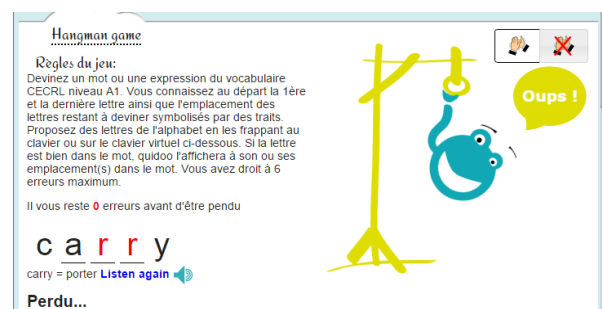 Hangman game
Règles du jeu:
Devinez un mot ou une expression du vocabulaire
CECRL niveau A1. Vous connaissez au départ la 1ère
et la dernière lettre ainsi que l'emplacement des
lettres restant à deviner symbolisés par des traits.
Proposez des lettres de l'alphabet en les frappant au
clavier ou sur le clavier virtuel ci-dessous. Si la lettre
est bien dans le mot, quidoo l'affichera à son ou ses
emplacement(s) dans le mot. Vous avez droit à 6
erreurs maximum.
Il vous reste 0 erreurs avant d'être pendu
Oups !
c a r r y
carry = porter Listen again
Perdu...